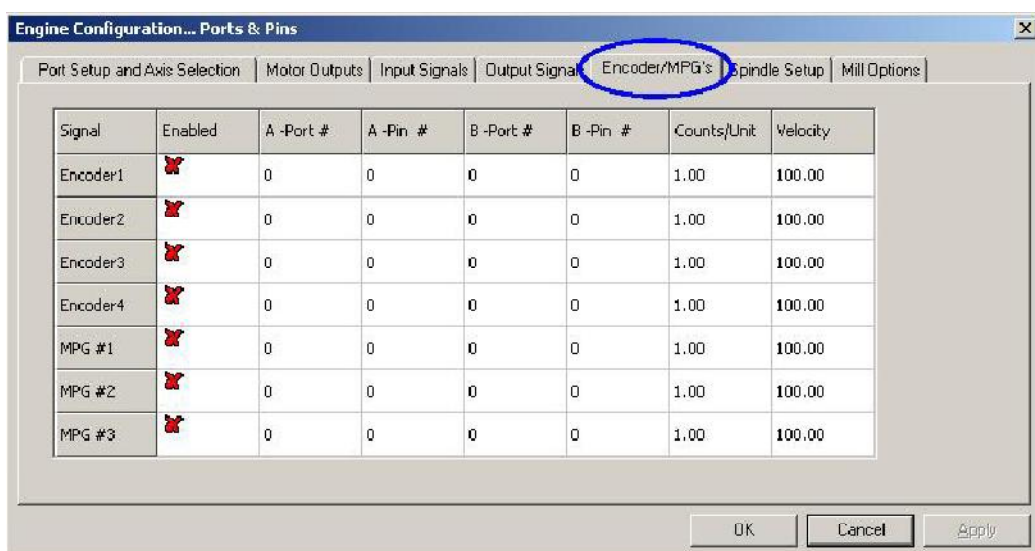 Engine Configuration... Ports & Pins
Port Setup and Axis Selection Motor Outputs Input Signals Output Signals Encoder/MPG's Spindle Setup Mill Options
Signal Enabled A -Port # A -Pin # B -Port # B -Pin # Counts/Unit Velocity
Encoder1 0 0 0 0 1.00 100.00
Encoder2 0 0 0 0 1.00 100.00
Encoder3 0 0 0 0 1.00 100.00
Encoder4 0 0 0 0 1.00 100.00
MPG #1 0 0 0 0 1.00 100.00
MPG #2 0 0 0 0 1.00 100.00
MPG #3 0 0 0 0 1.00 100.00
OK Cancel Apply